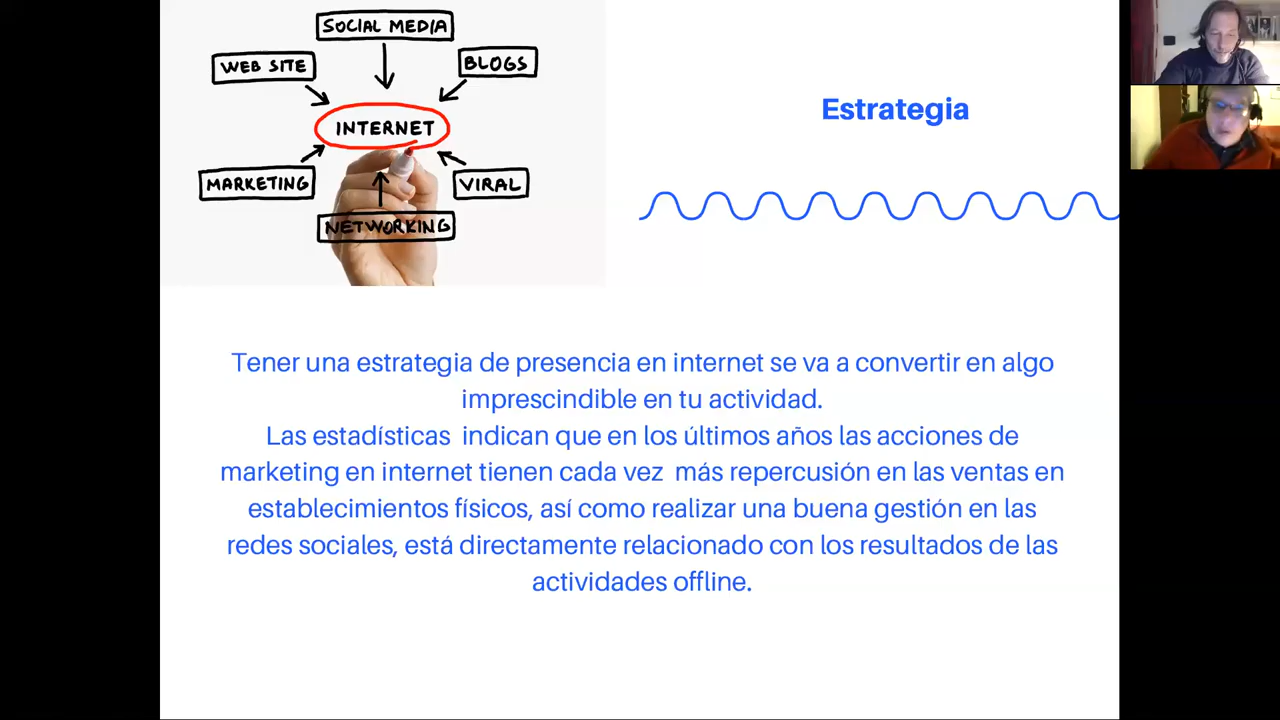 SOCIAL MEDIA
WEB SITE
BLOGS
INTERNET
MARKETING
VIRAL
NETWORKING
Estrategia
Tener una estrategia de presencia en internet se va a convertir en algo
imprescindible en tu actividad.
Las estadísticas indican que en los últimos años las acciones de
marketing en internet tienen cada vez más repercusión en las ventas en
establecimientos físicos, así como realizar una buena gestión en las
redes sociales, está directamente relacionado con los resultados de las
actividades offline.